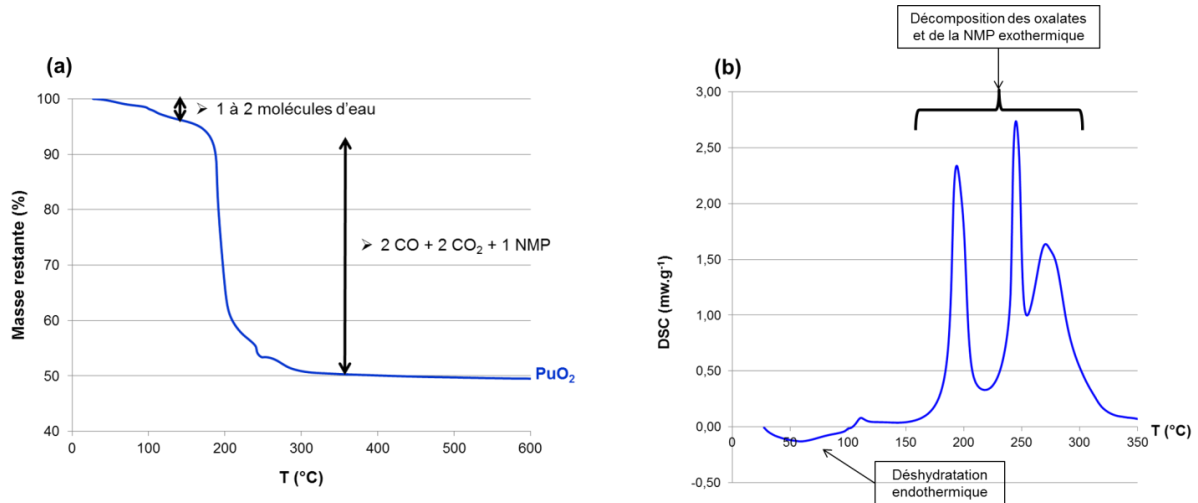 (a)
100
90
80
70
60
50
40
0
100
200
300
400
500
600
Masse restante (%)
T (°C)
➢ 1 à 2 molécules d'eau
➢ 2 CO + 2 CO₂ + 1 NMP
PuO₂
Décomposition des oxalates
et de la NMP exothermique
(b)
3,00
2,50
2,00
1,50
1,00
0,50
0,00
-0,50
0
50
100
150
200
250
300
350
DSC (mw.g⁻¹)
T (°C)
Déshydratation
endothermique